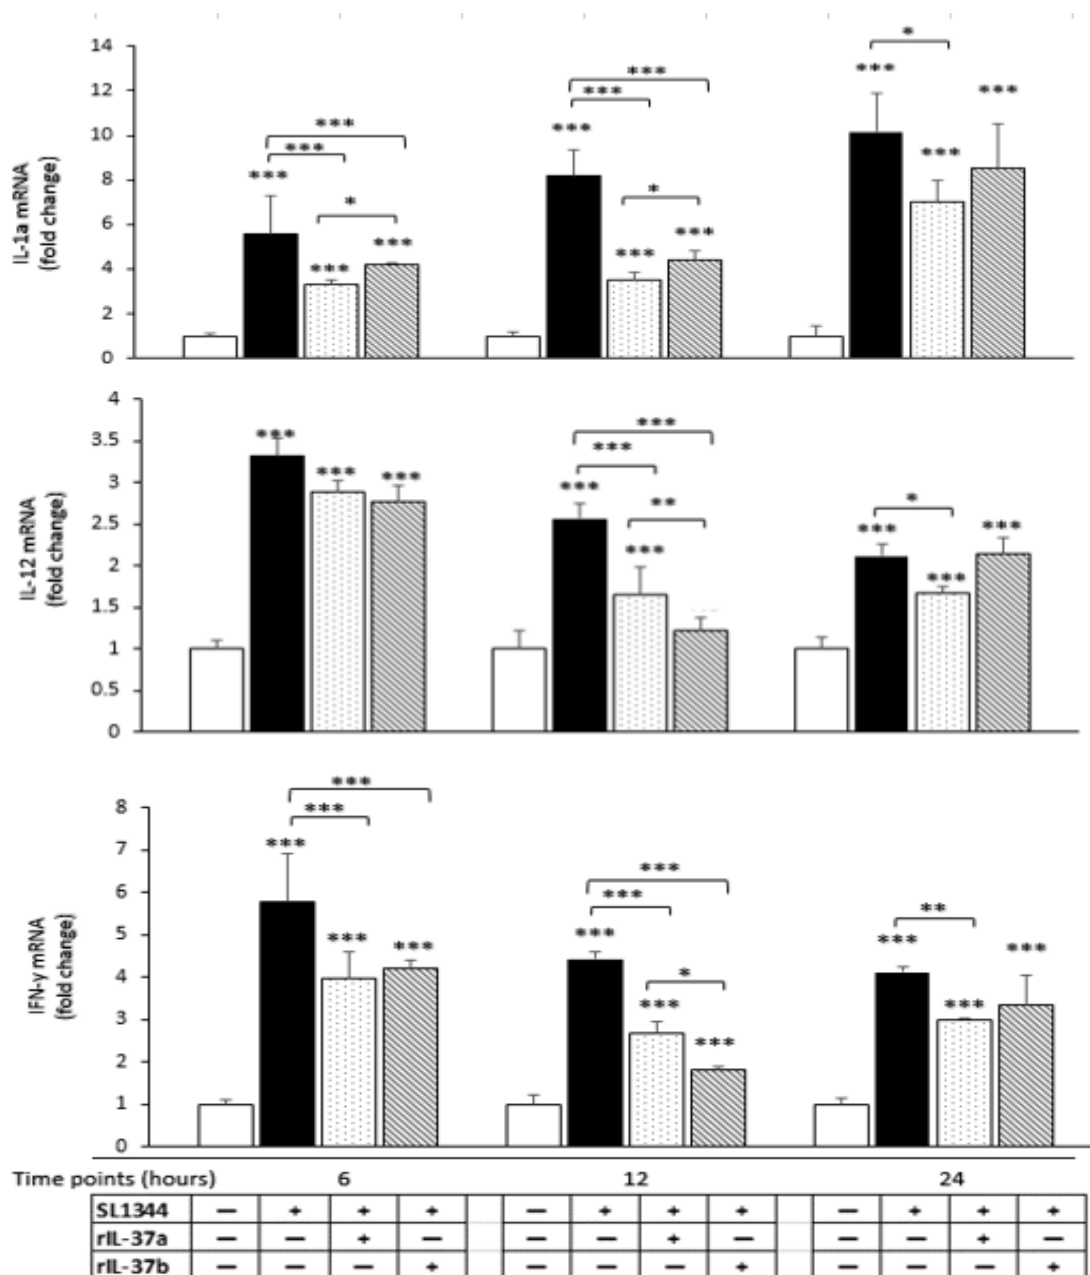 14
12
10
8
6
4
2
0
IL-1a mRNA
(fold change)
*** *** *** * *** ***
*** *** *** * *** ***
* *** *** ***
4
3.5
3
2.5
2
1.5
1
0.5
0
IL-12 mRNA
(fold change)
*** *** ***
*** *** *** ** ***
* *** *** ***
8
7
6
5
4
3
2
1
0
IFN-y mRNA
(fold change)
*** *** *** *** ***
*** *** *** * *** ***
** *** *** ***
Time points (hours) 6 12 24
SL1344 — + + + — + + + — + + +
rIL-37a — — + — — — + — — — + —
rIL-37b — — — + — — — + — — — +